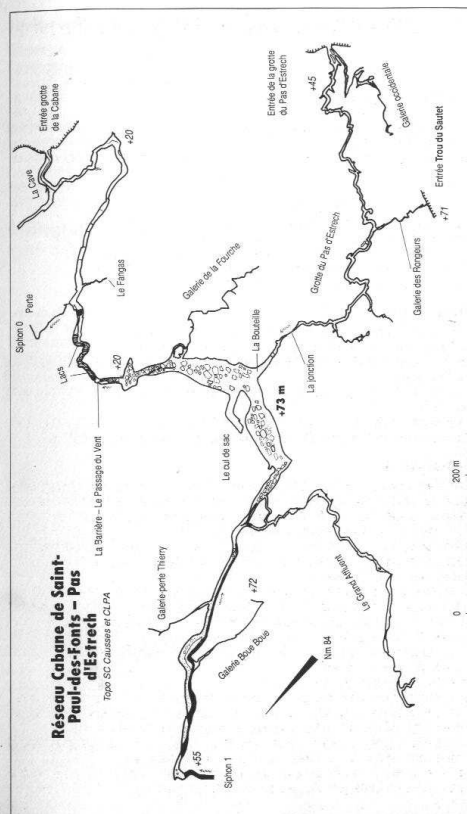 Réseau Cabane de Saint-
Paul-des-Fonts – Pas
d'Estrech
Topo SC Causses et CLPA
Siphon 0
Perte
Lacs
La Barrière – Le Passage du Vent
+20
Le Fangas
La Cave
Entrée grotte
de la Cabane
+20
Galerie de la Fourche
La Bouteille
Le cul de sac
+73 m
La jonction
Grotte du Pas d'Estrech
Entrée de la grotte
du Pas d'Estrech
+45
Galerie occidentale
Entrée Trou du Sautet
+71
Galerie des Rongeurs
Galerie-perte Thierry
+72
Galerie Boue Boue
+55
Siphon 1
Le Grand Affluent
Nm 84
0
200 m